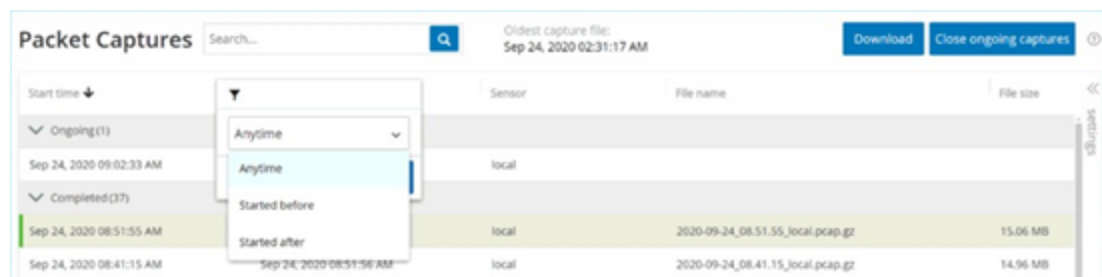 Packet Captures
Search...
Oldest capture file:
Sep 24, 2020 02:31:17 AM
Download
Close ongoing captures
Start time
Sensor
File name
File size
settings
Anytime
Ongoing (1)
Anytime
Started before
Started after
Sep 24, 2020 09:02:33 AM
local
Completed (37)
Sep 24, 2020 08:51:55 AM
local
2020-09-24_08.51.55_local.pcap.gz
15.06 MB
Sep 24, 2020 08:41:15 AM
Sep 24, 2020 08:51:56 AM
local
2020-09-24_08.41.15_local.pcap.gz
14.96 MB